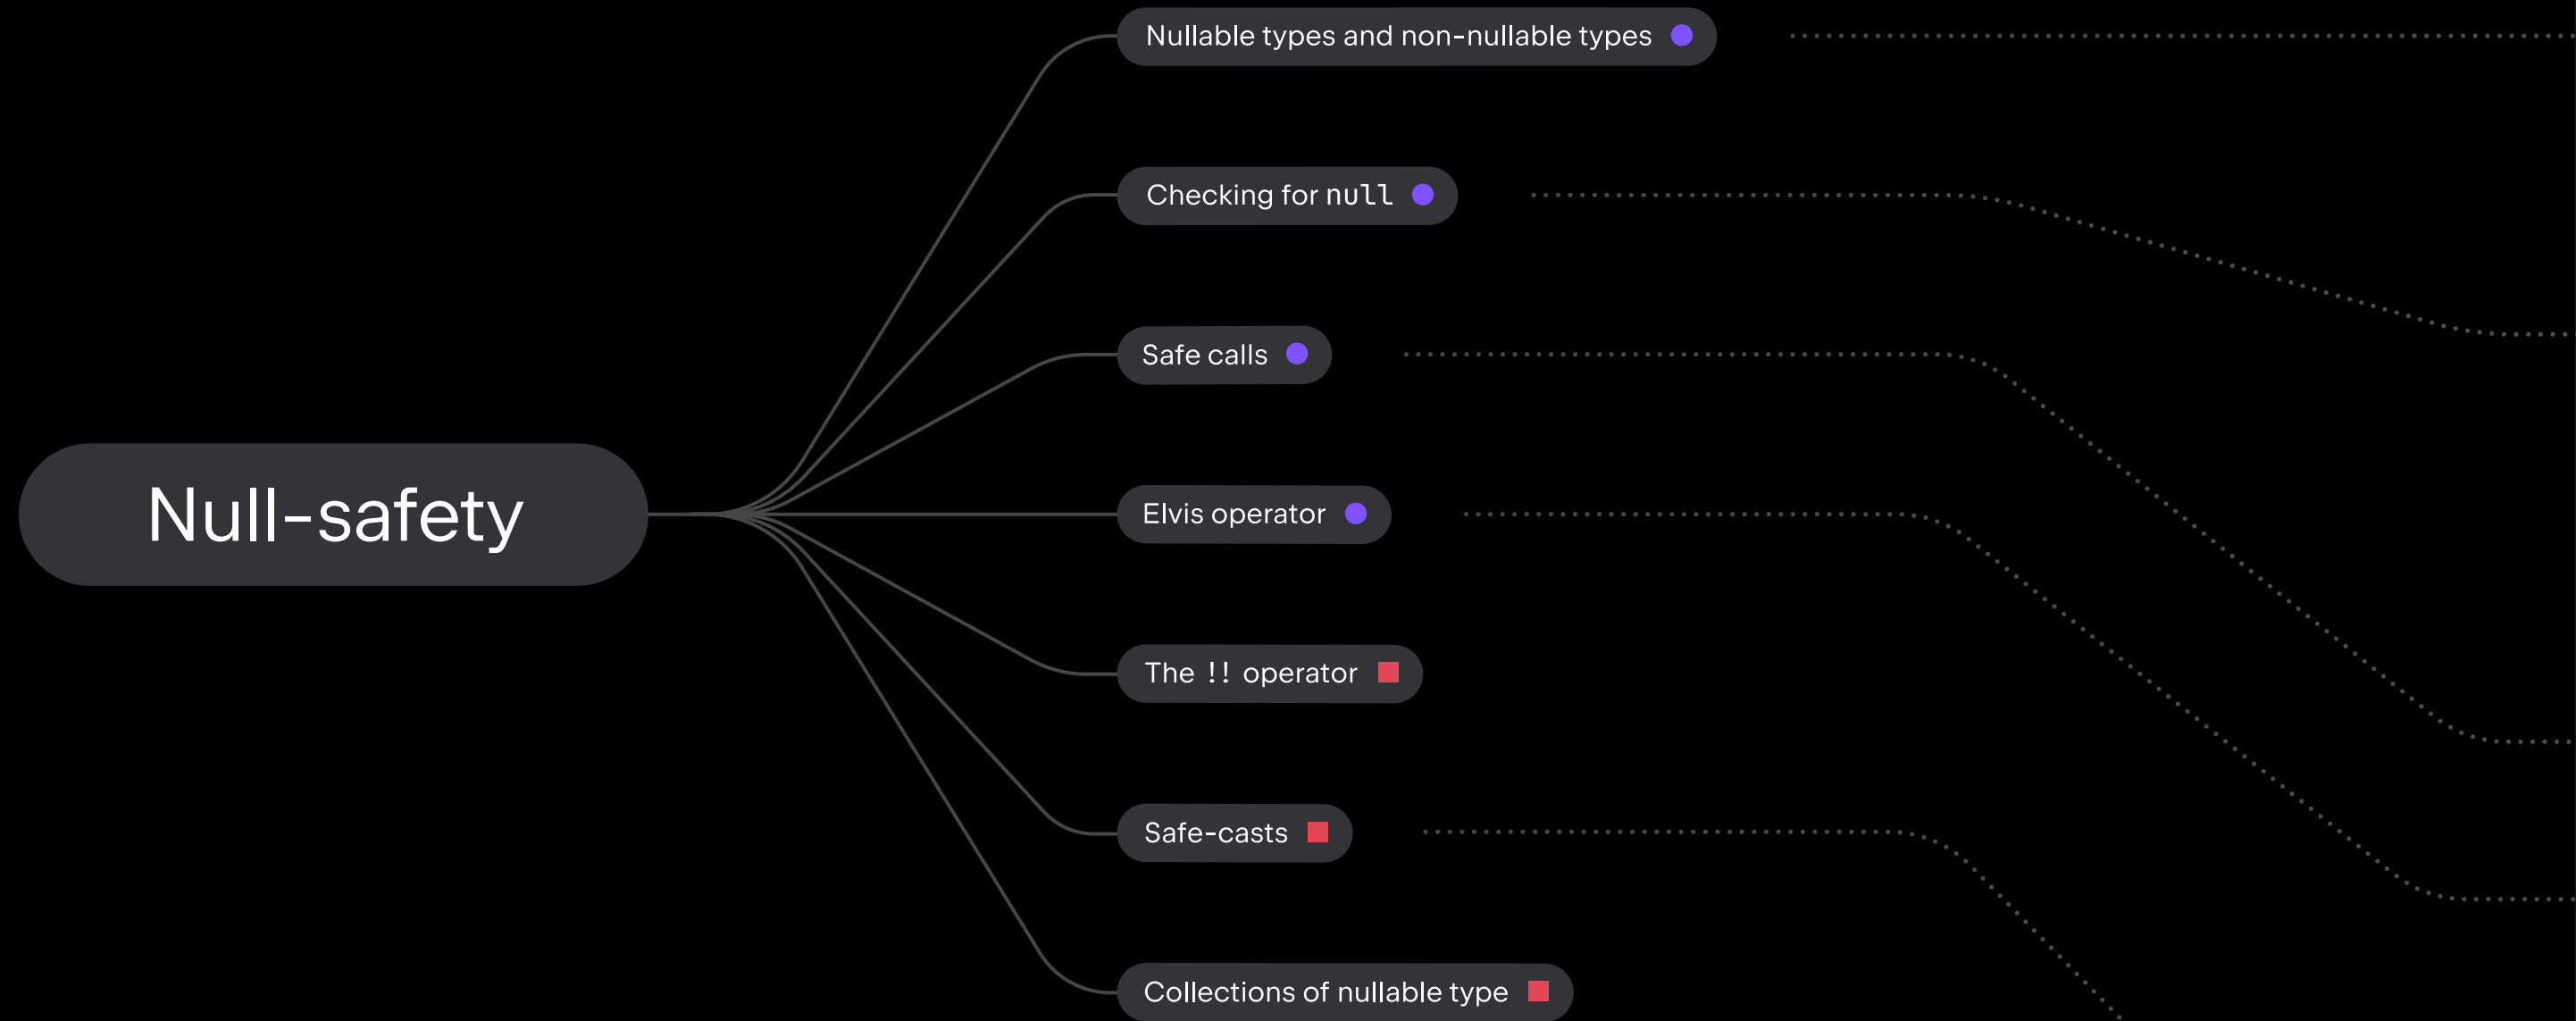 Nullable types and non-nullable types
Checking for null
Safe calls
Null-safety
Elvis operator
The !! operator
Safe-casts
Collections of nullable type